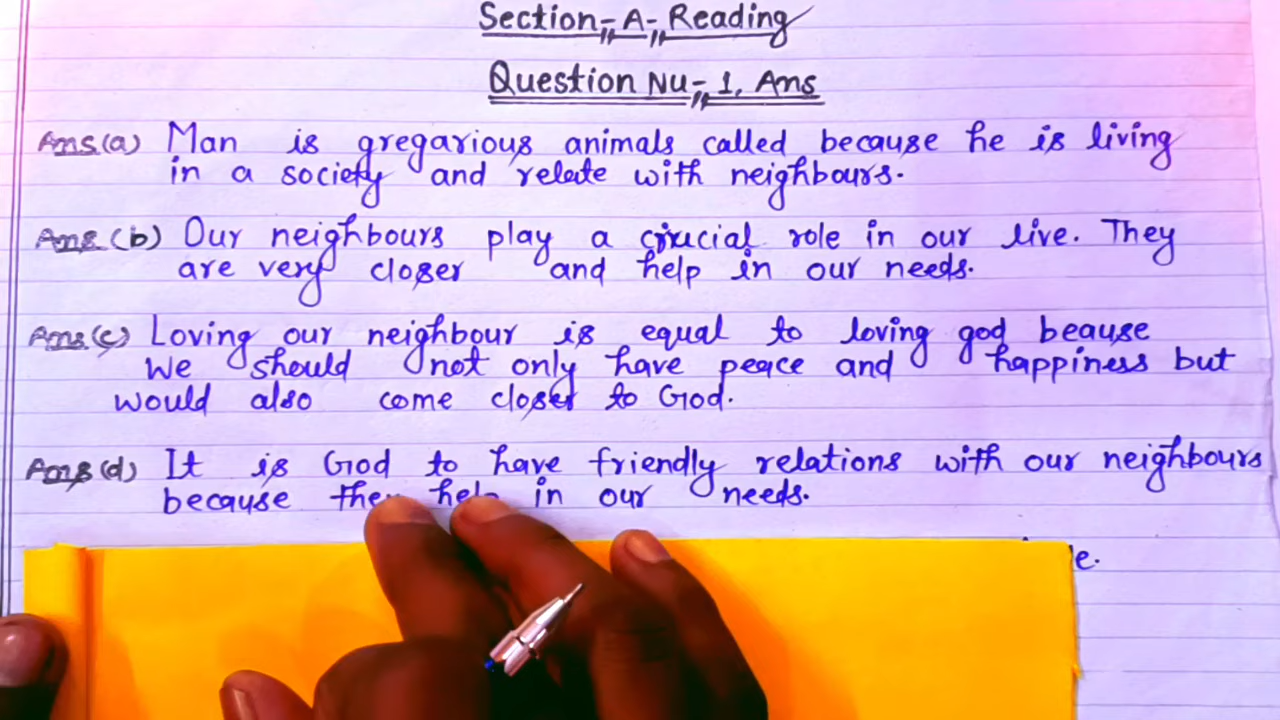 Section-A-Reading
Question Nu-1, Ans
Ans(a) Man is gregarious animals called because he is living
in a society and relate with neighbours.
Ans(b) Our neighbours play a crucial role in our live. They
are very closer and help in our needs.
Ans(c) Loving our neighbour is equal to loving god beause
We should not only have peace and happiness but
would also come closer to God.
Ans(d) It is God to have friendly relations with our neighbours
because they help in our needs.
e.